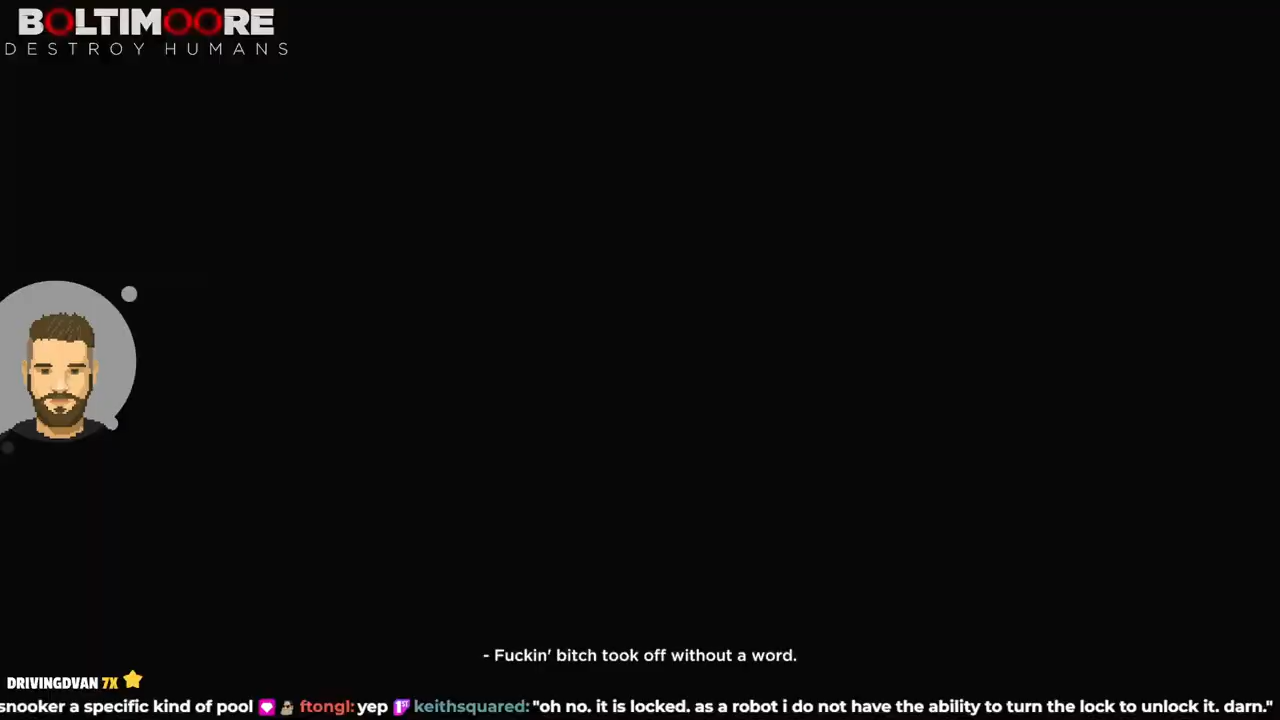 BOLTIMOORE
DESTROY HUMANS
- Fuckin' bitch took off without a word.
DRIVINGDVAN 7X
snooker a specific kind of pool ftongl: yep 1st keithsquared: "oh no. it is locked. as a robot i do not have the ability to turn the lock to unlock it. darn."